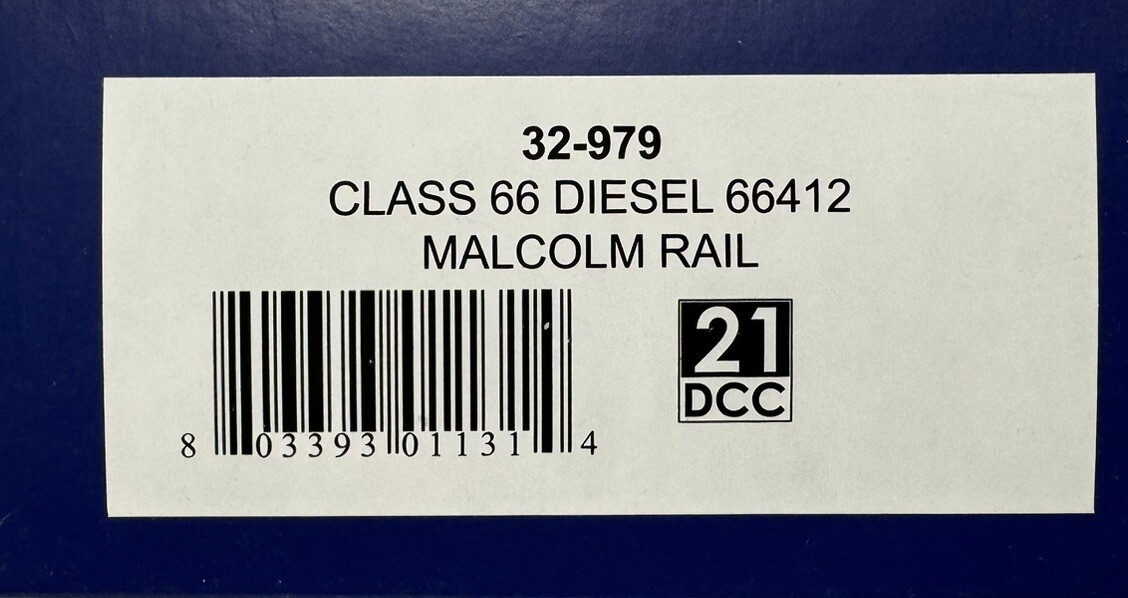 32-979
CLASS 66 DIESEL 66412
MALCOLM RAIL
21
DCC
8 03393 01131 4